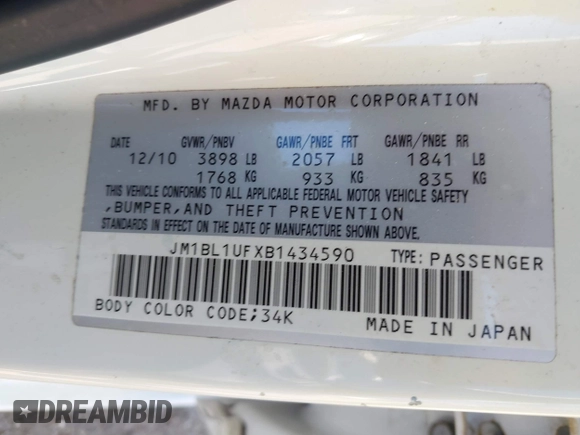 MFD. BY MAZDA MOTOR CORPORATION
DATE GVWR/PNBV GAWR/PNBE FRT GAWR/PNBE RR
12/10 3898 LB 2057 LB 1841 LB
1768 KG 933 KG 835 KG
THIS VEHICLE CONFORMS TO ALL APPLICABLE FEDERAL MOTOR VEHICLE SAFETY
,BUMPER,AND THEFT PREVENTION
STANDARDS IN EFFECT ON THE DATE OF MANUFACTURE SHOWN ABOVE.
JM1BL1UFXB1434590 TYPE: PASSENGER
BODY COLOR CODE;34K
MADE IN JAPAN
DREAMBID